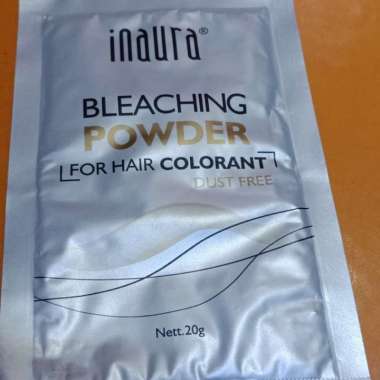 inaura®
BLEACHING
POWDER
FOR HAIR COLORANT
DUST FREE
Nett.20g